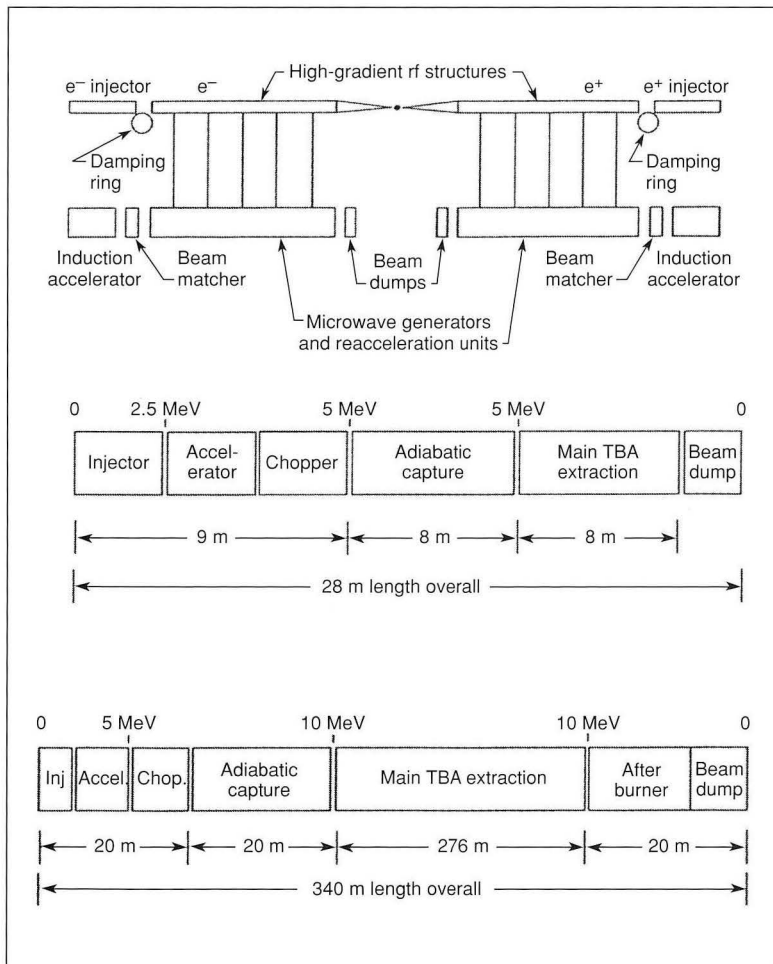 High-gradient rf structures
e⁻ injector
e⁻
e⁺
e⁺ injector
Damping
ring
Damping
ring
Induction
accelerator
Beam
matcher
Beam
dumps
Beam
matcher
Induction
accelerator
Microwave generators
and reacceleration units
0 2.5 MeV 5 MeV 5 MeV 0
Injector
Accel-
erator
Chopper
Adiabatic
capture
Main TBA
extraction
Beam
dump
9 m 8 m 8 m
28 m length overall
0 5 MeV 10 MeV 10 MeV 0
Inj
Accel.
Chop.
Adiabatic
capture
Main TBA extraction
After
burner
Beam
dump
20 m 20 m 276 m 20 m
340 m length overall